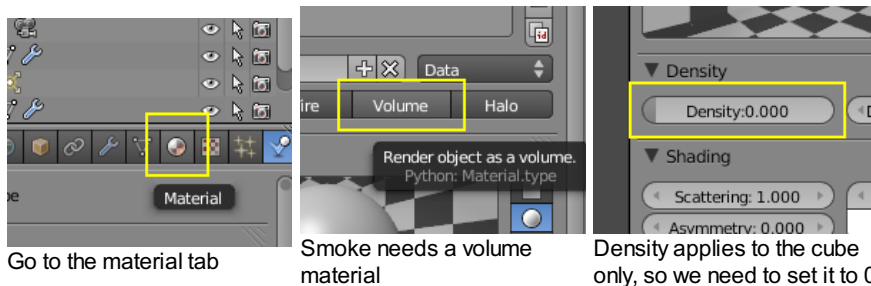 Material
Go to the material tab
Data
Volume
Halo
Render object as a volume.
Python: Material.type
Smoke needs a volume
material
Density
Density:0.000
Shading
Scattering: 1.000
Asymmetry: 0.000
Density applies to the cube
only, so we need to set it to 0